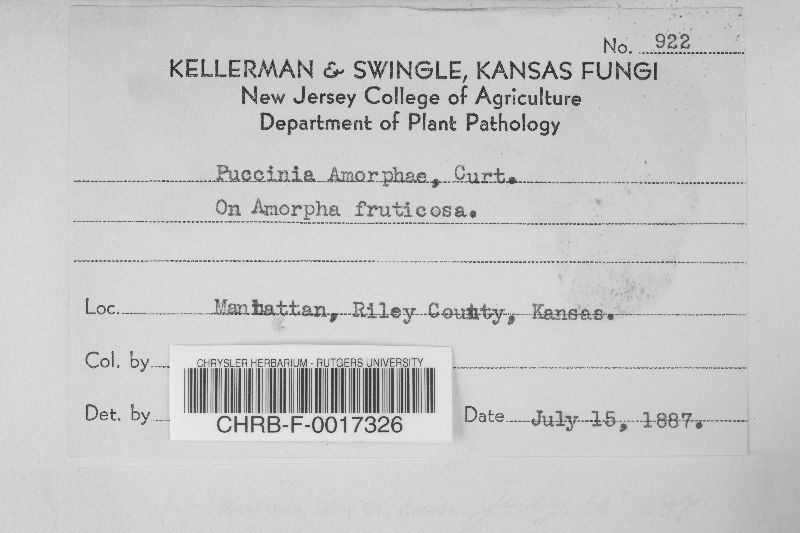 No. 922
KELLERMAN & SWINGLE, KANSAS FUNGI
New Jersey College of Agriculture
Department of Plant Pathology
Puccinia Amorphae, Curt.
On Amorpha fruticosa.
Loc. Manhattan, Riley County, Kansas.
Col. by
CHRYSLER HERBARIUM - RUTGERS UNIVERSITY
Det. by
CHRB-F-0017326
Date July 15, 1887.